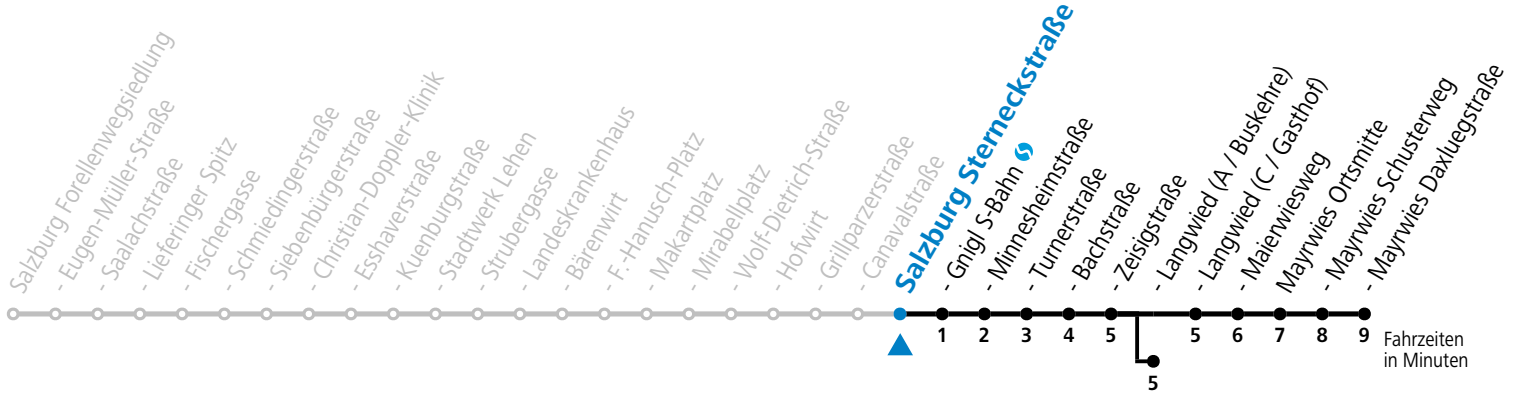 Salzburg Forellenwegsiedlung
- Eugen-Müller-Straße
- Saalachstraße
- Lieferinger Spitz
- Fischergasse
- Schmiedingerstraße
- Siebenbürgerstraße
- Christian-Doppler-Klinik
- Esshaverstraße
- Kuenburgstraße
- Stadtwerk Lehen
- Strubergasse
- Landeskrankenhaus
- Bärenwirt
- F.-Hanusch-Platz
- Makartplatz
- Mirabellplatz
- Wolf-Dietrich-Straße
- Hofwirt
- Grillparzerstraße
- Canavalstraße
Salzburg Sterneckstraße
- Gnigl S-Bahn
- Minnesheimstraße
- Turnerstraße
- Bachstraße
- Zeisigstraße
- Langwied (A / Buskehre)
- Langwied (C / Gasthof)
- Maienwiesweg
Mayrwies Ortsmitte
- Mayrwies Schusterweg
- Mayrwies Daxluegstraße
1 2 3 4 5 5 6 7 8 9
Fahrzeiten
in Minuten
5